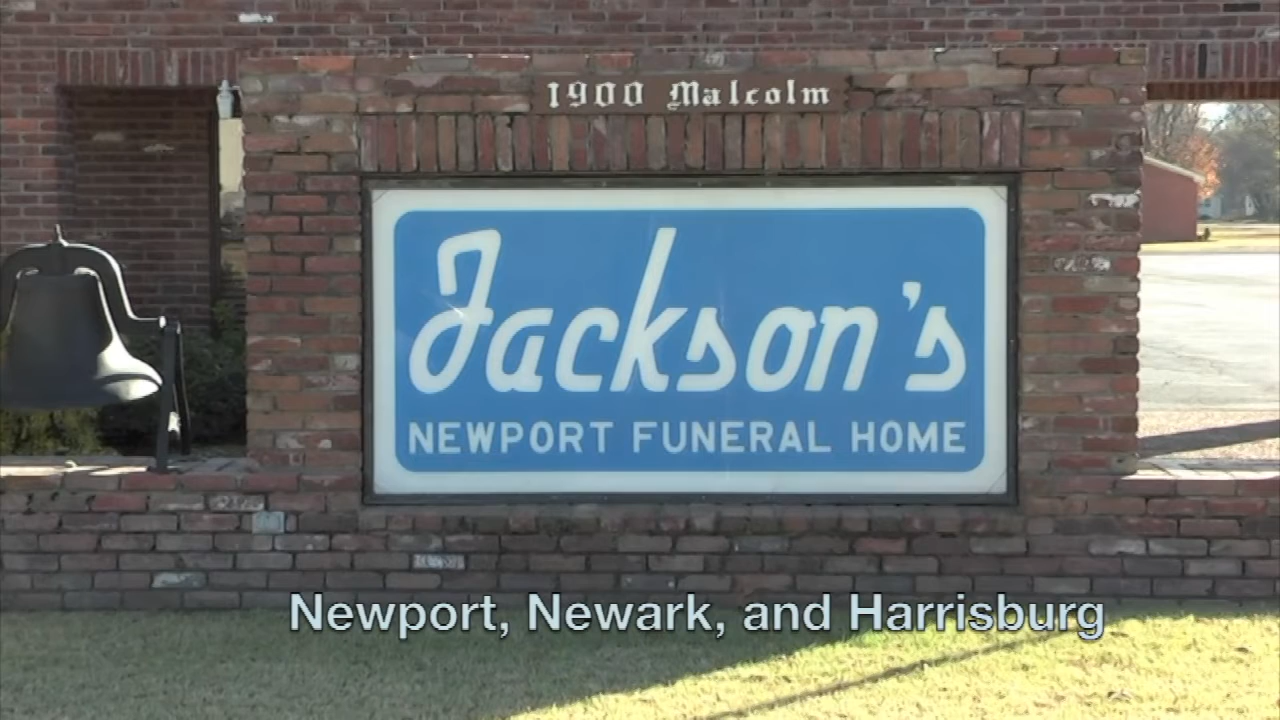 1900 Malcolm
Jackson's
NEWPORT FUNERAL HOME
Newport, Newark, and Harrisburg